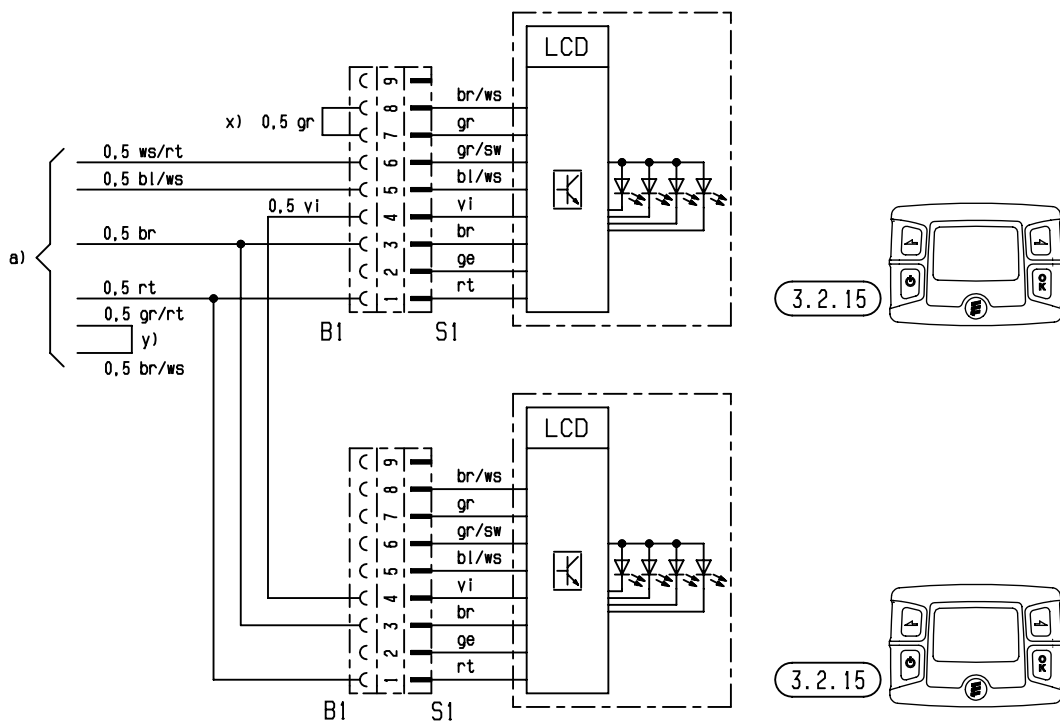 LCD
9
br/ws
x) 0,5 gr
8
gr
7
0,5 ws/rt
6
gr/sw
0,5 bl/ws
5
bl/ws
0,5 vi
4
vi
a)
0,5 br
3
br
2
ge
0,5 rt
1
rt
3.2.15
OK
0,5 gr/rt
y)
B1
S1
0,5 br/ws
LCD
9
br/ws
8
gr
7
gr/sw
6
bl/ws
5
vi
4
br
3
ge
2
rt
1
3.2.15
OK
B1
S1